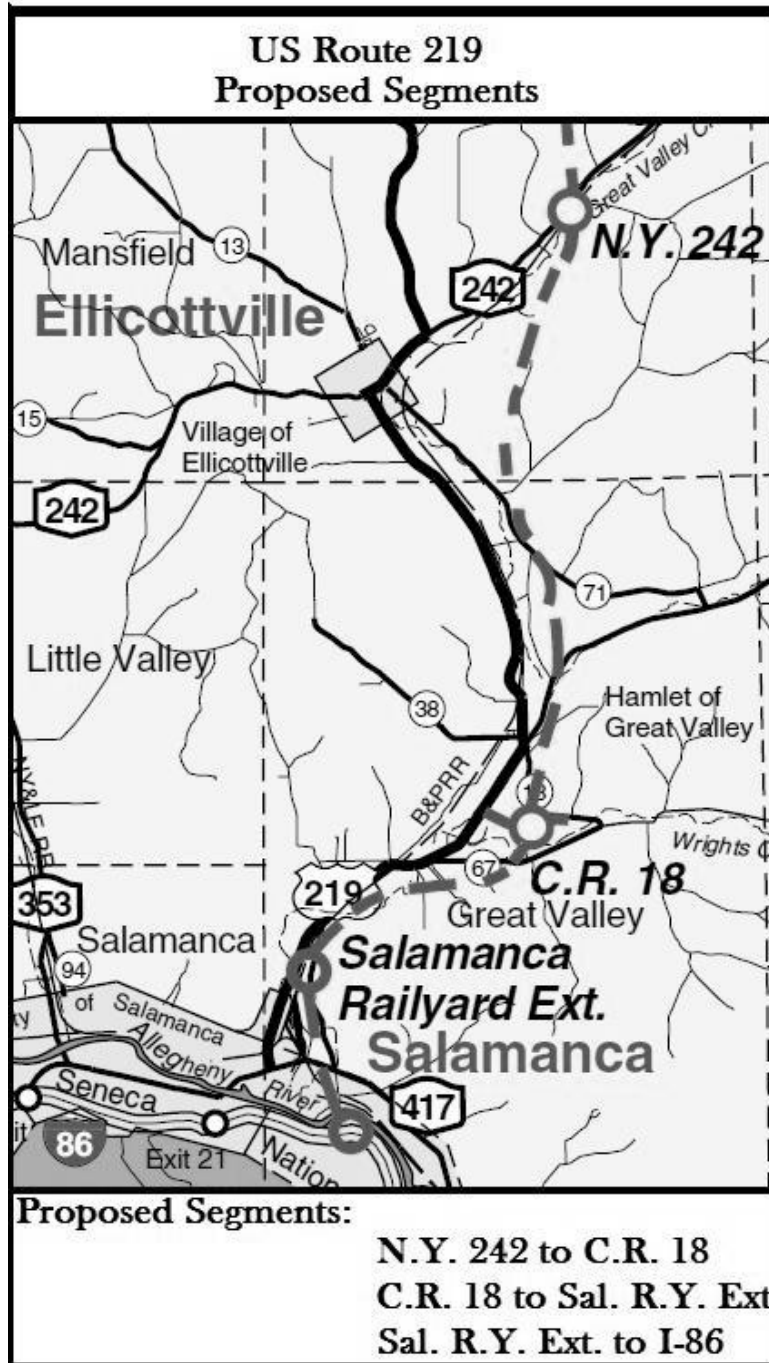 US Route 219
Proposed Segments
Great Valley
N.Y. 242
Mansfield
13
242
Ellicottville
15
Village of
Ellicottville
242
71
Little Valley
Hamlet of
Great Valley
38
B&PRR
18
Wrights
67
C.R. 18
219
353
Great Valley
Salamanca
94
Salamanca
Railyard Ext.
of
Salamanca
Allegheny
River
Salamanca
Seneca
417
86
Exit 21
Nation
Proposed Segments:
N.Y. 242 to C.R. 18
C.R. 18 to Sal. R.Y. Ext
Sal. R.Y. Ext. to I-86